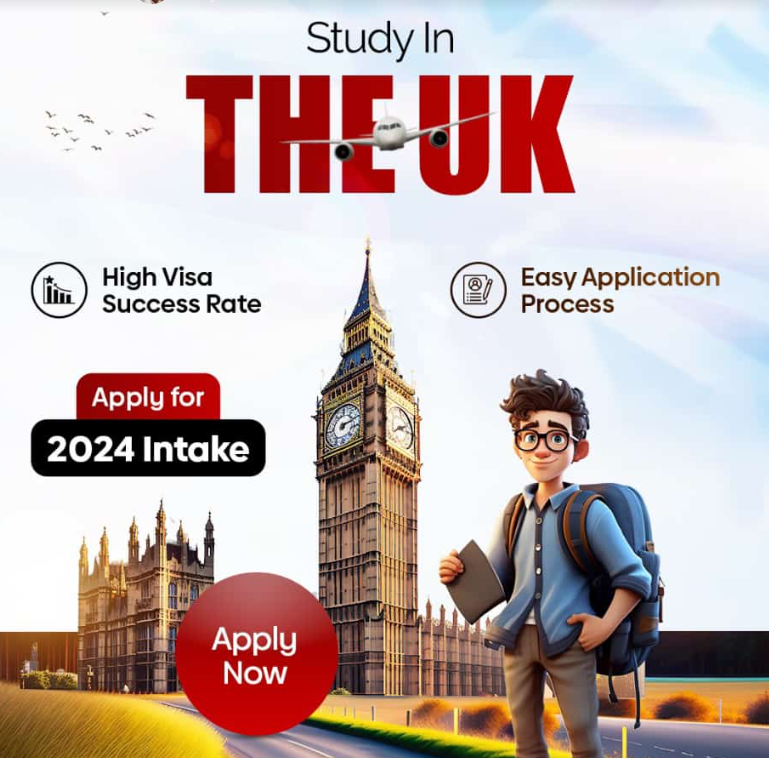 Study In
THE UK
High Visa
Success Rate
Easy Application
Process
Apply for
2024 Intake
Apply
Now